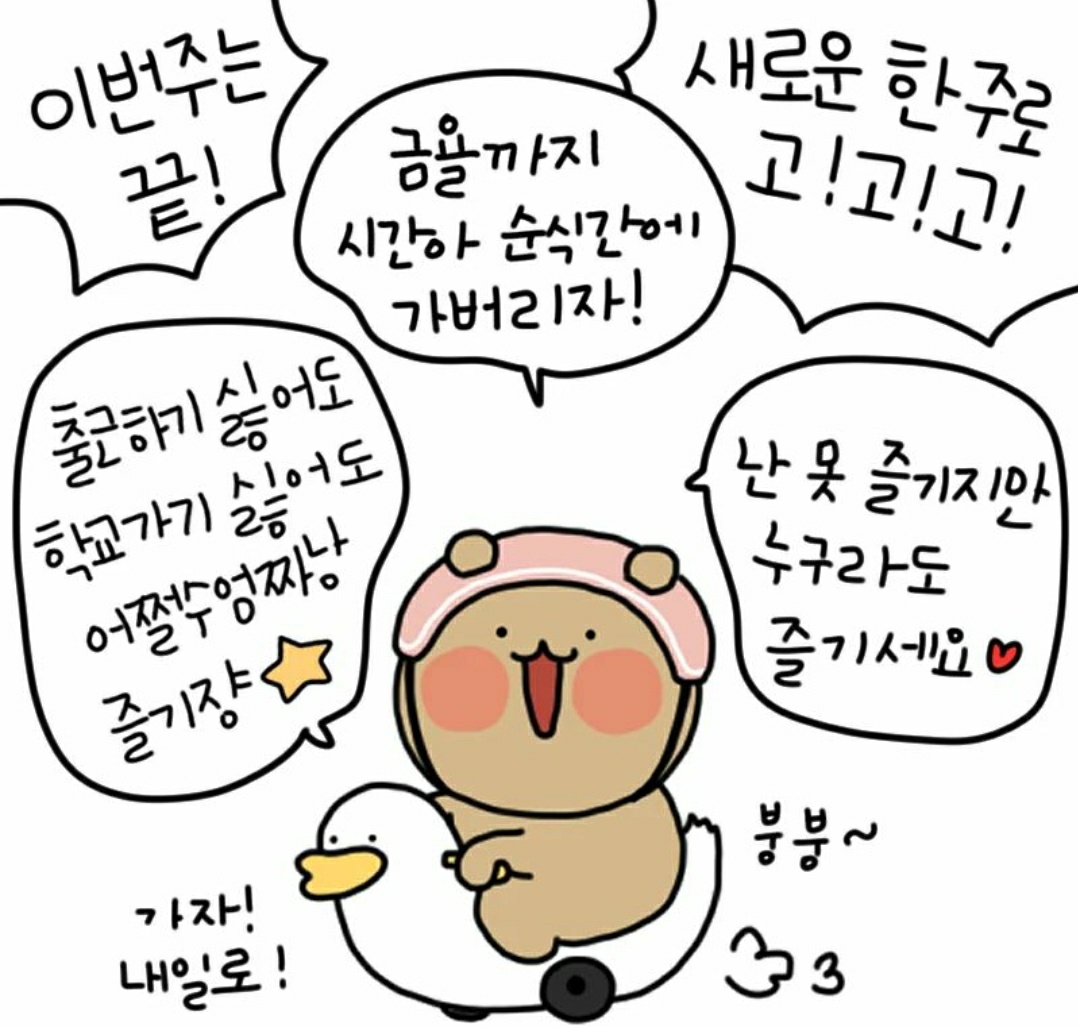 이번주는
끝!
금욜까지
시간아 순식간에
가버리자!
새로운 한 주로
고!고!고!
출근하기 싫어도
학교가기 싫어도
어쩔수엄짜낭
즐기쟝
난 못 즐기지만
누구라도
즐기세요
붕붕~
가자!
내일로!
3